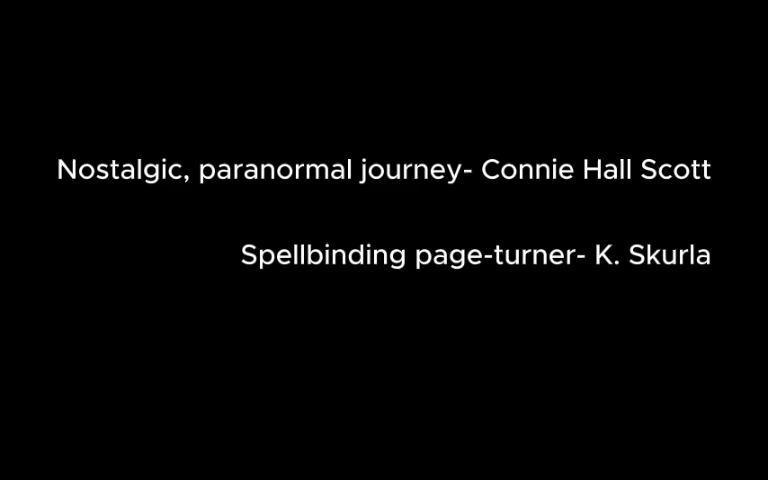 Nostalgic, paranormal journey- Connie Hall Scott
Spellbinding page-turner- K. Skurla